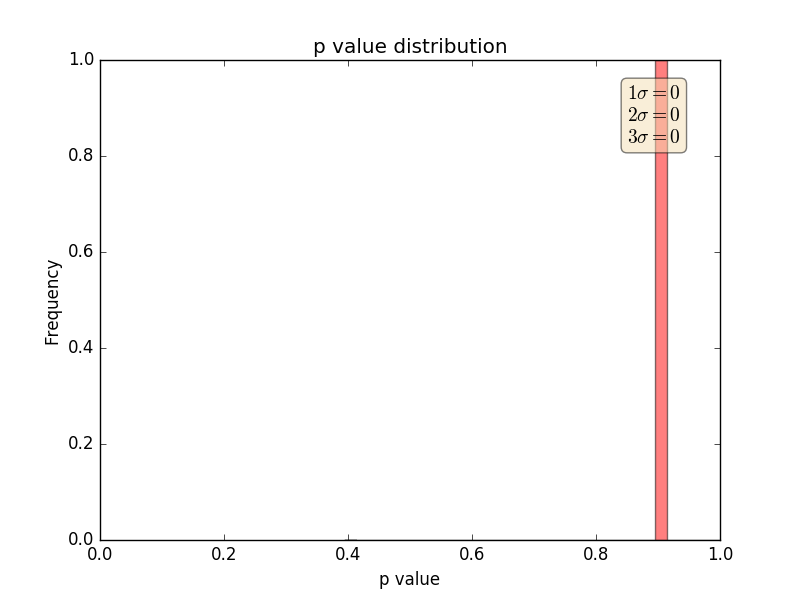 p value distribution
1.0
1σ = 0
2σ = 0
3σ = 0
0.8
0.6
Frequency
0.4
0.2
0.0
0.0 0.2 0.4 0.6 0.8 1.0
p value